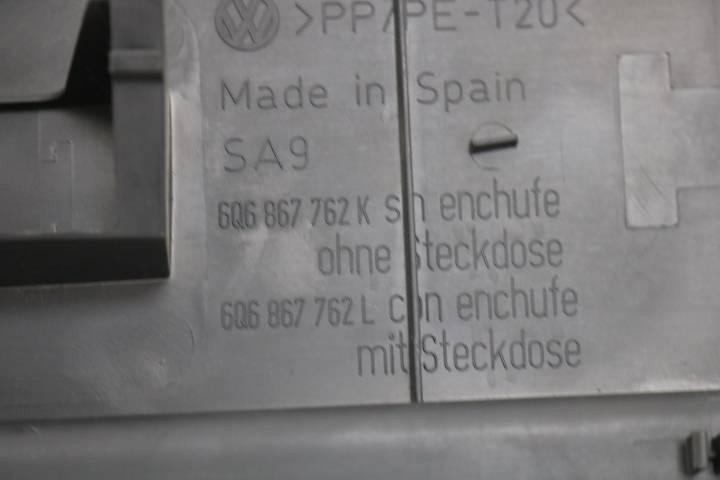 >PP/PE-T20<
Made in Spain
SA9
6Q6 867 762 K sin enchufe
ohne Steckdose
6Q6 867 762 L con enchufe
mit Steckdose